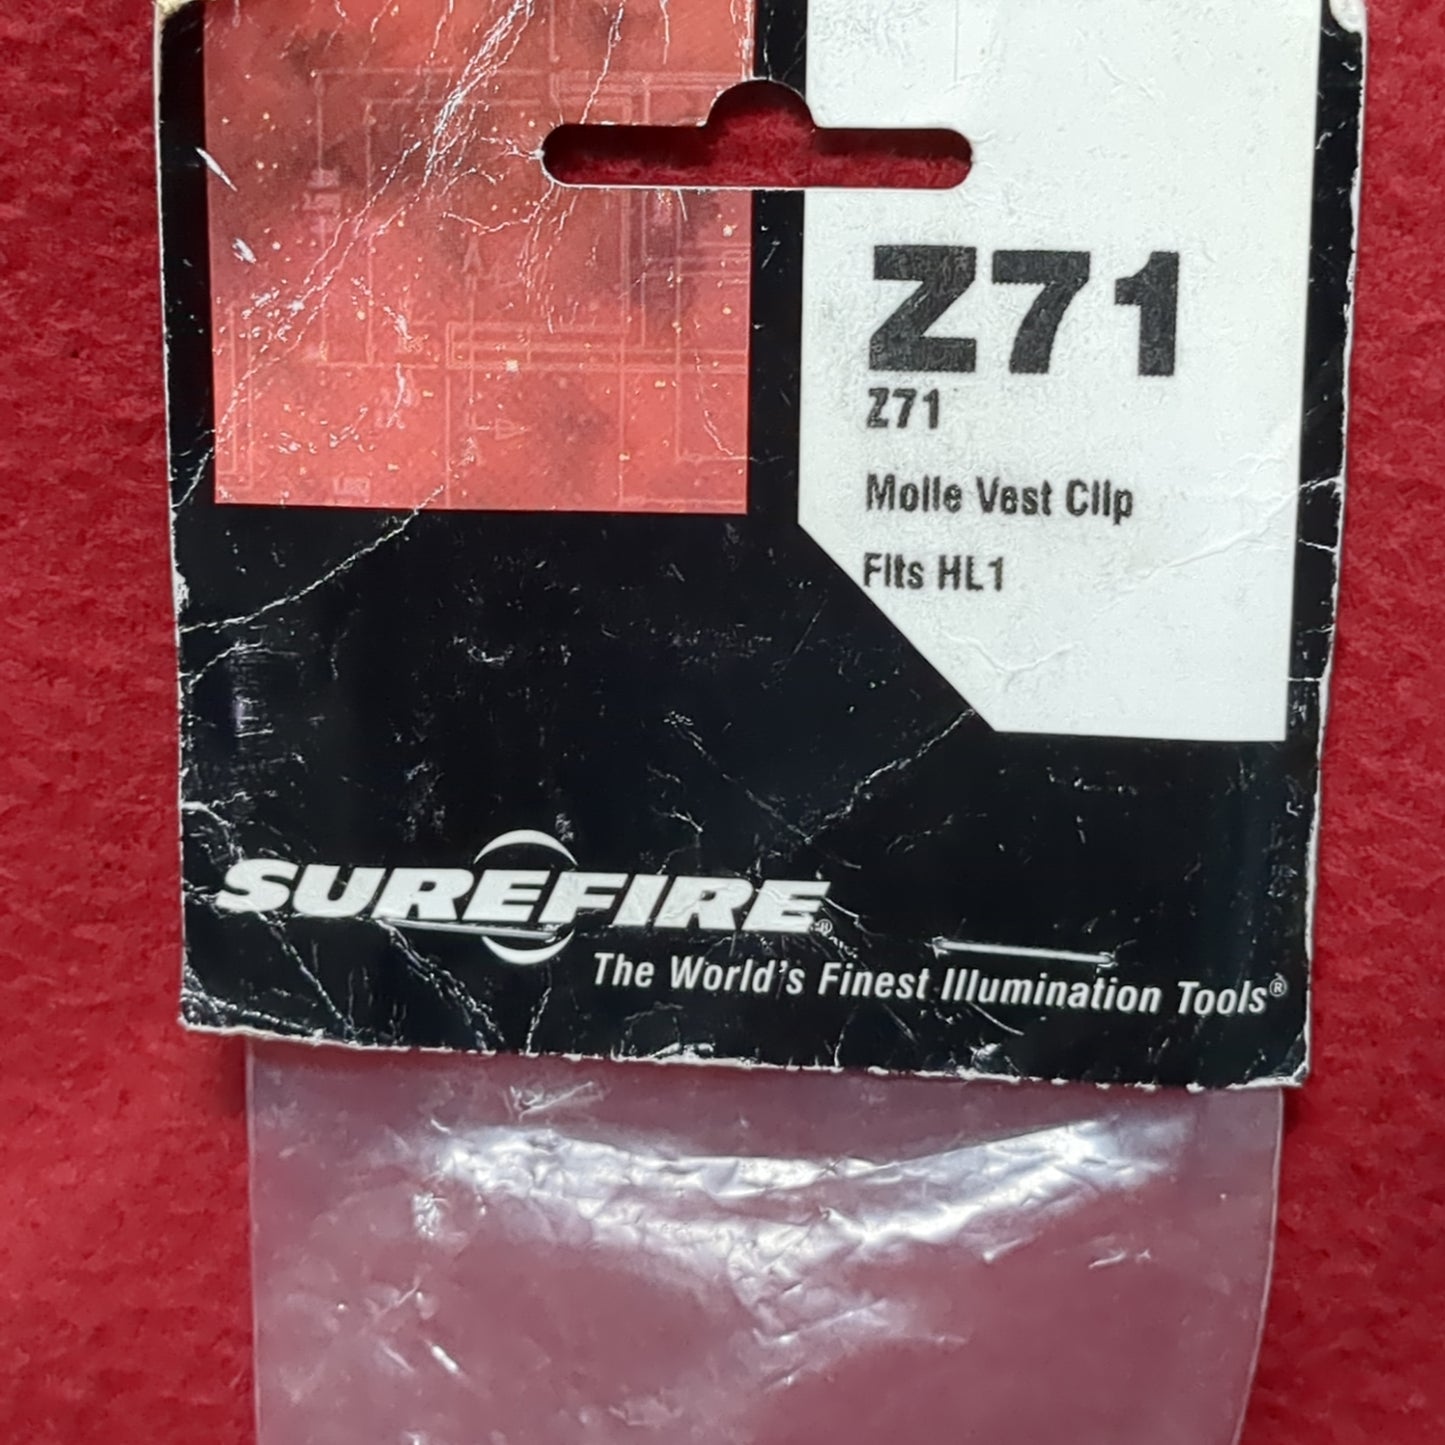 Z71
Z71
Molle Vest Clip
Fits HL1
SUREFIRE®
The World's Finest Illumination Tools®